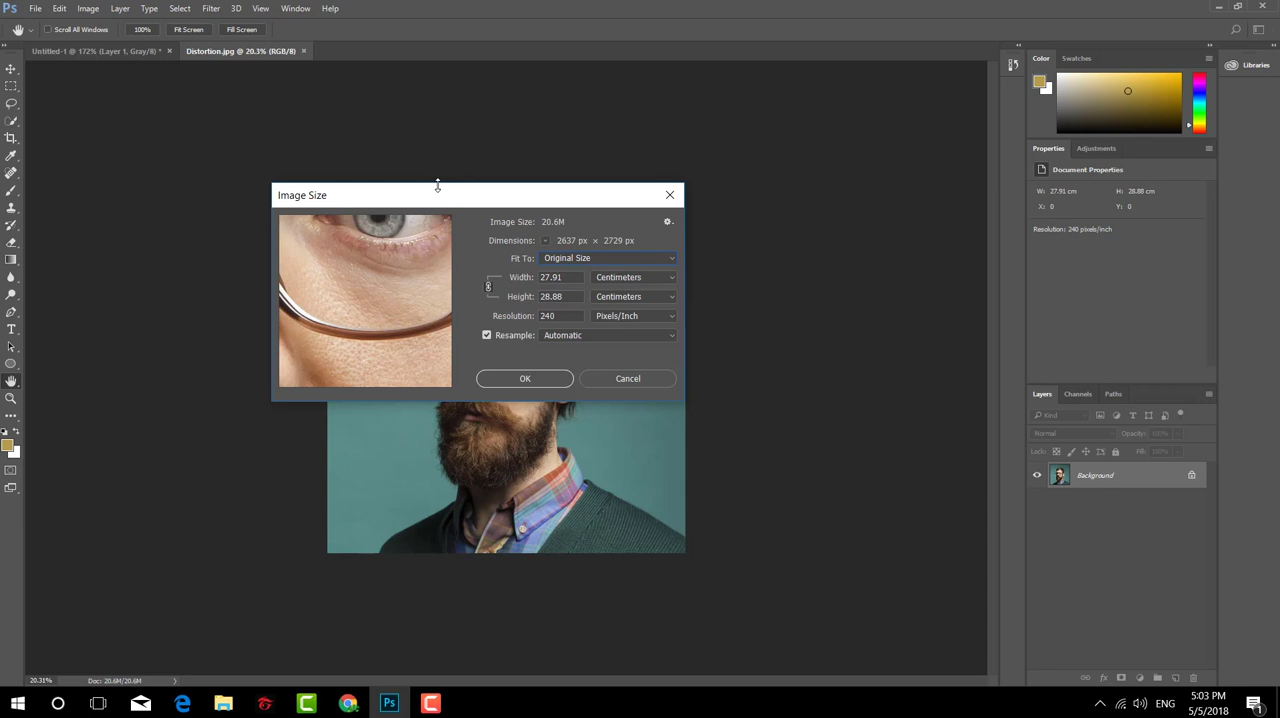 Ps File Edit Image Layer Type Select Filter 3D View Window Help
Scroll All Windows 100% Fit Screen Fill Screen
Untitled-1 @ 172% (Layer 1, Gray/8) * × Distortion.jpg @ 20.3% (RGB/8) ×
Color Swatches
Libraries
Properties Adjustments
Document Properties
W: 27.91 cm H: 28.88 cm
X: 0 Y: 0
Resolution: 240 pixels/inch
Image Size
Image Size: 20.6M
Dimensions: 2637 px × 2729 px
Fit To: Original Size
Width: 27.91 Centimeters
Height: 28.88 Centimeters
Resolution: 240 Pixels/Inch
Resample: Automatic
OK Cancel
Layers Channels Paths
Kind
Normal Opacity: 100%
Lock: Fill: 100%
Background
20.31% Doc: 20.6M/20.6M
Ps
ENG
5:03 PM
5/5/2018
1